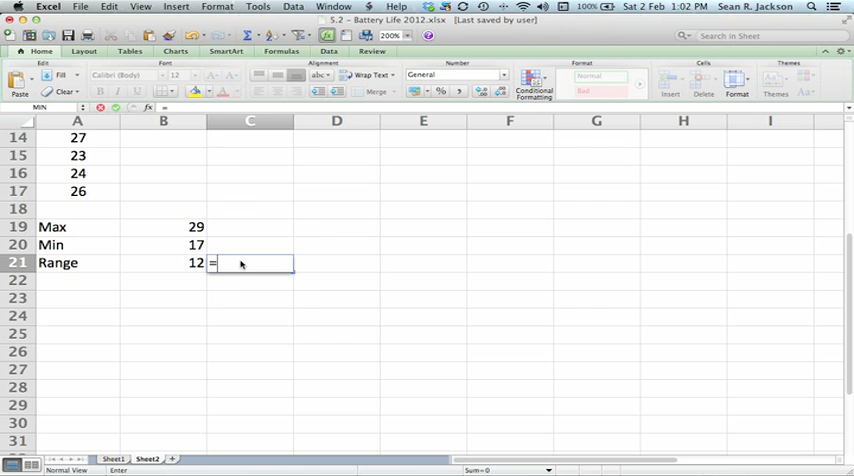 Excel File Edit View Insert Format Tools Data Window Help 100% Sat 2 Feb 1:02 PM Sean R. Jackson
5.2 - Battery Life 2012.xlsx [Last saved by user]
200% Search in Sheet
Home Layout Tables Charts SmartArt Formulas Data Review
Edit Font Alignment Number Format Cells Themes
Fill Calibri (Body) 12 abc Wrap Text General Normal
Paste Clear B I U A Merge % , Conditional Formatting Bad Insert Delete Format Themes Aa
MIN fx =
A B C D E F G H I
14 27
15 23
16 24
17 26
18
19 Max 29
20 Min 17
21 Range 12 =
22
23
24
25
26
27
28
29
30
31
Sheet1 Sheet2 +
Normal View Enter Sum=0